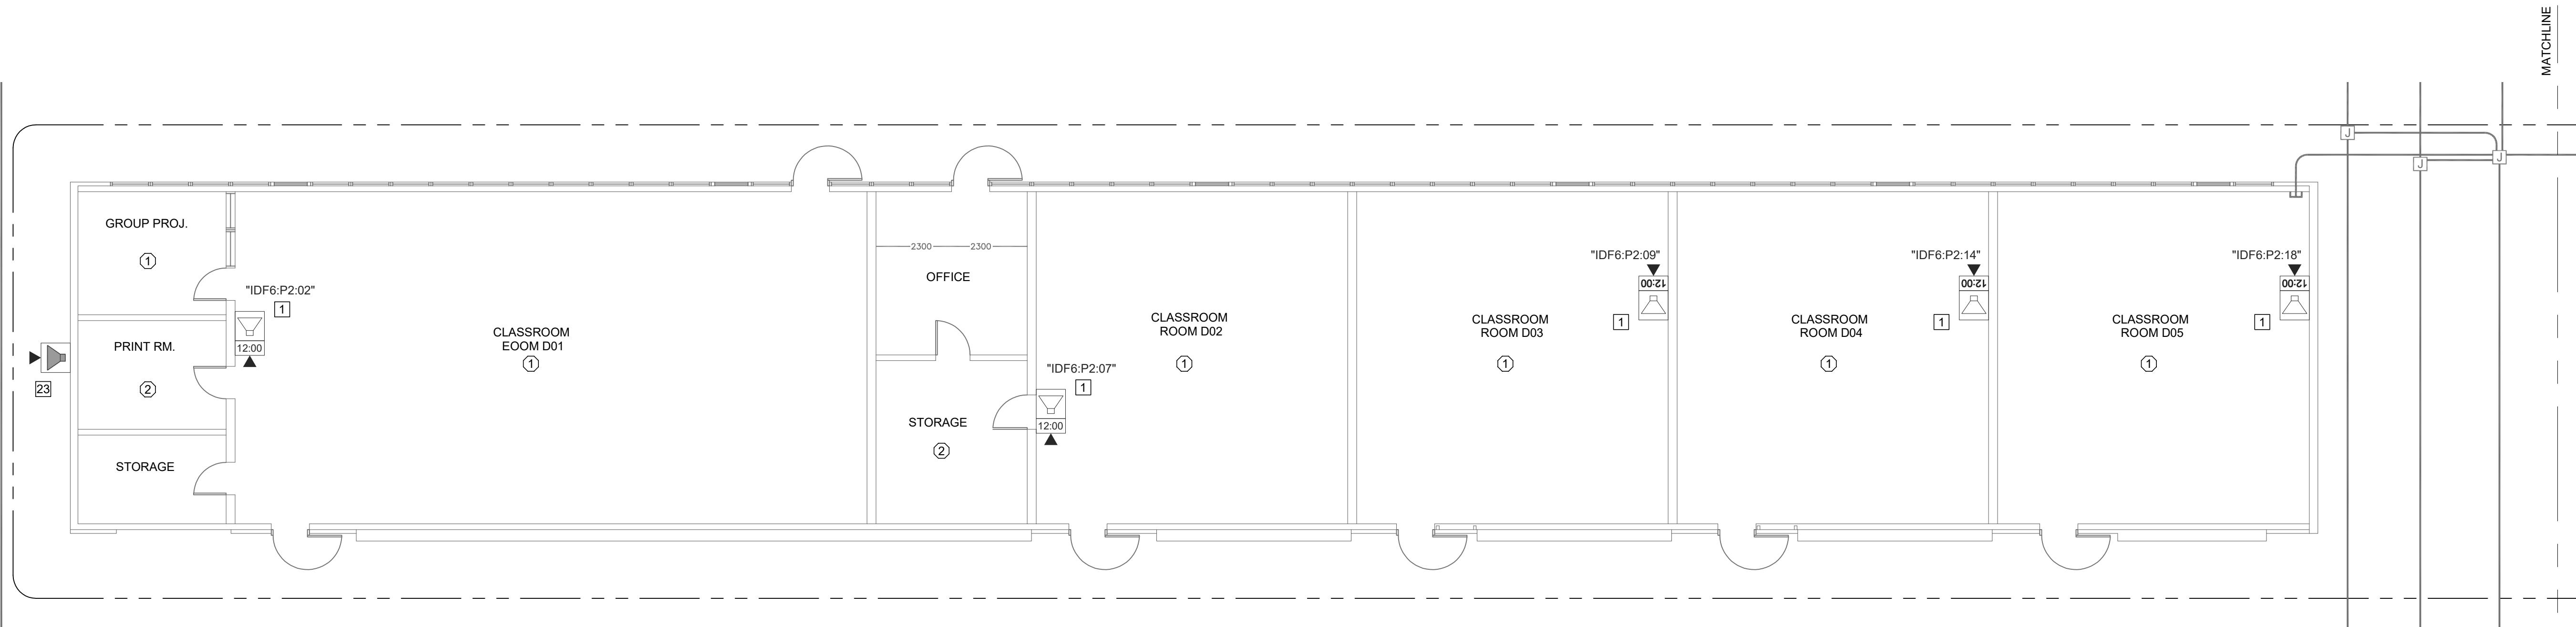 MATCHLINE
J
J
J
GROUP PROJ.
1
"IDF6:P2:02"
1
12:00
PRINT RM.
2
23
STORAGE
CLASSROOM
EOOM D01
1
2300
2300
OFFICE
STORAGE
2
"IDF6:P2:07"
1
12:00
CLASSROOM
ROOM D02
1
"IDF6:P2:09"
12:00
1
CLASSROOM
ROOM D03
1
"IDF6:P2:14"
12:00
1
CLASSROOM
ROOM D04
1
"IDF6:P2:18"
12:00
1
CLASSROOM
ROOM D05
1